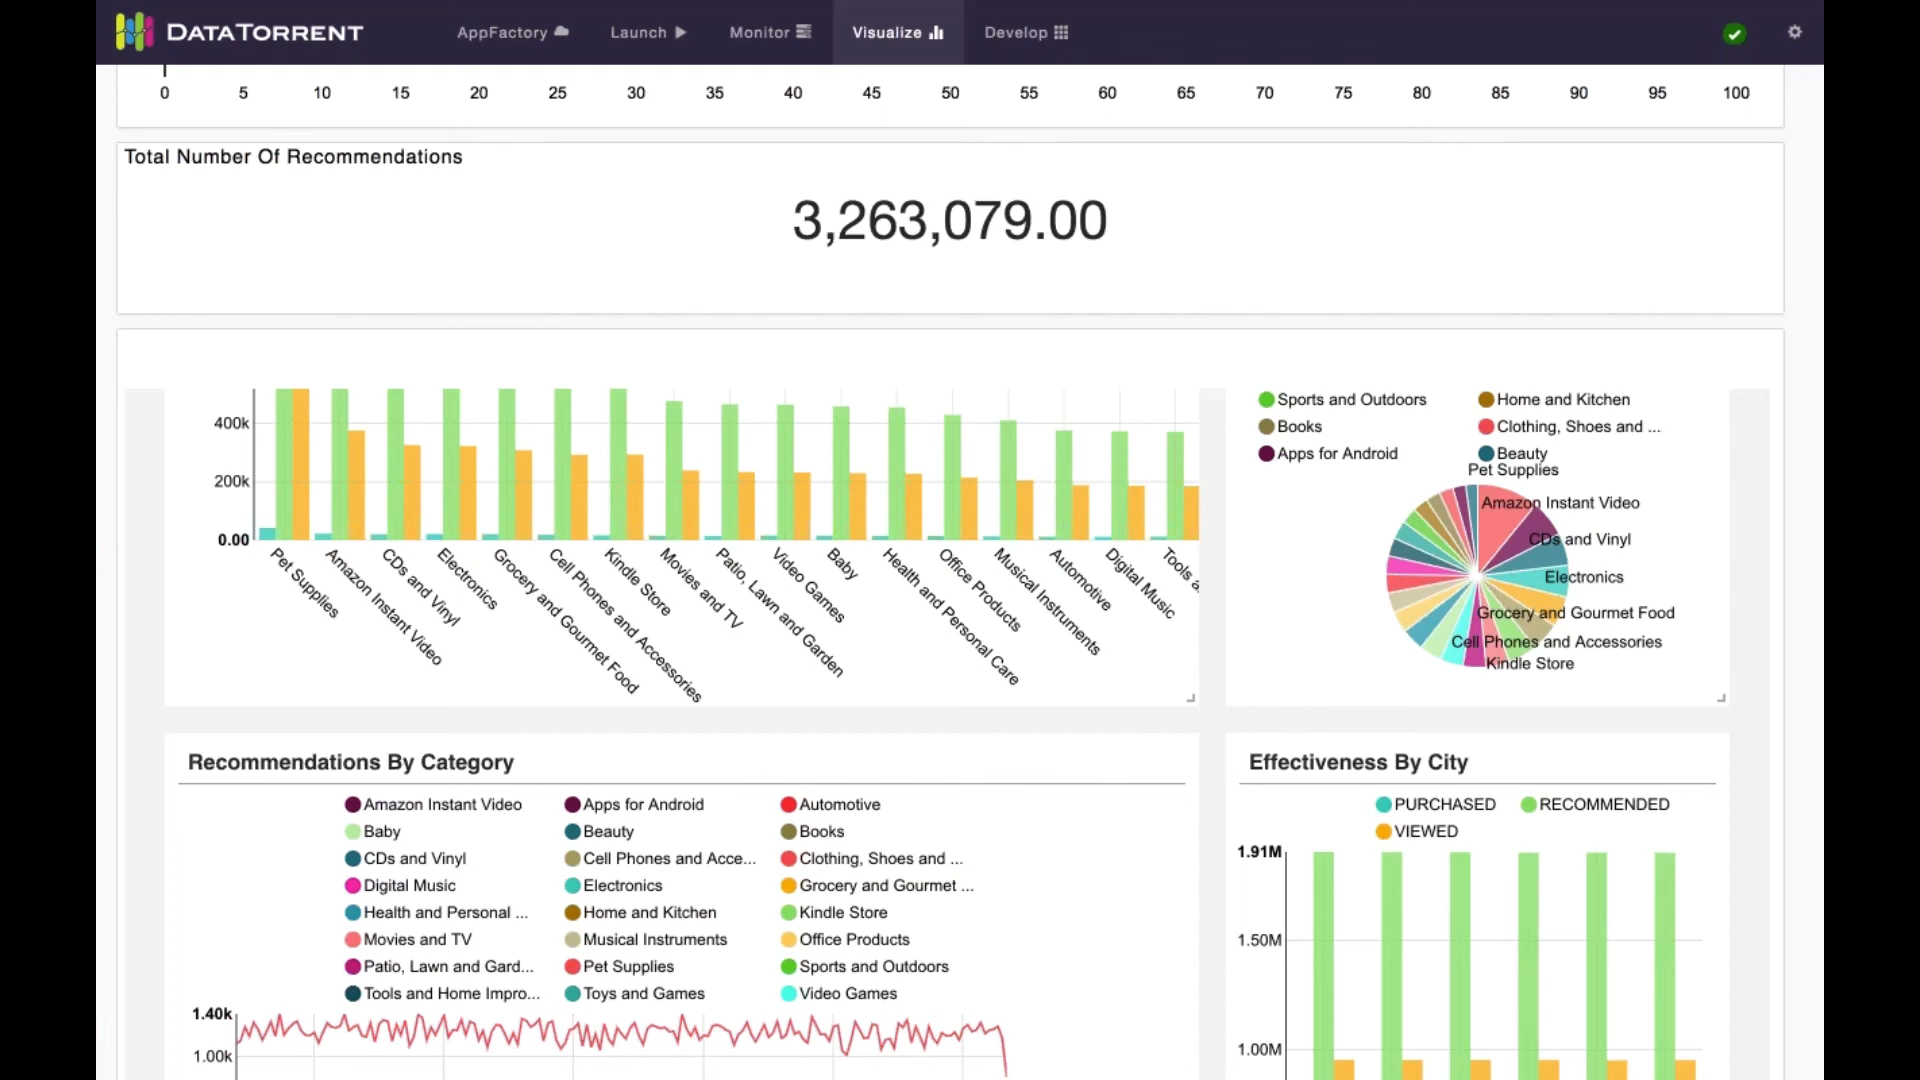 DATATORRENT
AppFactory
Launch
Monitor
Visualize
Develop
0 5 10 15 20 25 30 35 40 45 50 55 60 65 70 75 80 85 90 95 100
Total Number Of Recommendations
3,263,079.00
400k
200k
0.00
Pet Supplies
Amazon Instant Video
CDs and Vinyl
Electronics
Grocery and Gourmet Food
Cell Phones and Accessories
Kindle Store
Movies and TV
Patio, Lawn and Garden
Video Games
Baby
Health and Personal Care
Office Products
Musical Instruments
Automotive
Digital Music
Tools
Sports and Outdoors
Home and Kitchen
Books
Clothing, Shoes and ...
Apps for Android
Beauty
Pet Supplies
Amazon Instant Video
CDs and Vinyl
Electronics
Grocery and Gourmet Food
Cell Phones and Accessories
Kindle Store
Recommendations By Category
Amazon Instant Video
Apps for Android
Automotive
Baby
Beauty
Books
CDs and Vinyl
Cell Phones and Acce...
Clothing, Shoes and ...
Digital Music
Electronics
Grocery and Gourmet ...
Health and Personal ...
Home and Kitchen
Kindle Store
Movies and TV
Musical Instruments
Office Products
Patio, Lawn and Gard...
Pet Supplies
Sports and Outdoors
Tools and Home Impro...
Toys and Games
Video Games
1.40k
1.00k
Effectiveness By City
PURCHASED
RECOMMENDED
VIEWED
1.91M
1.50M
1.00M